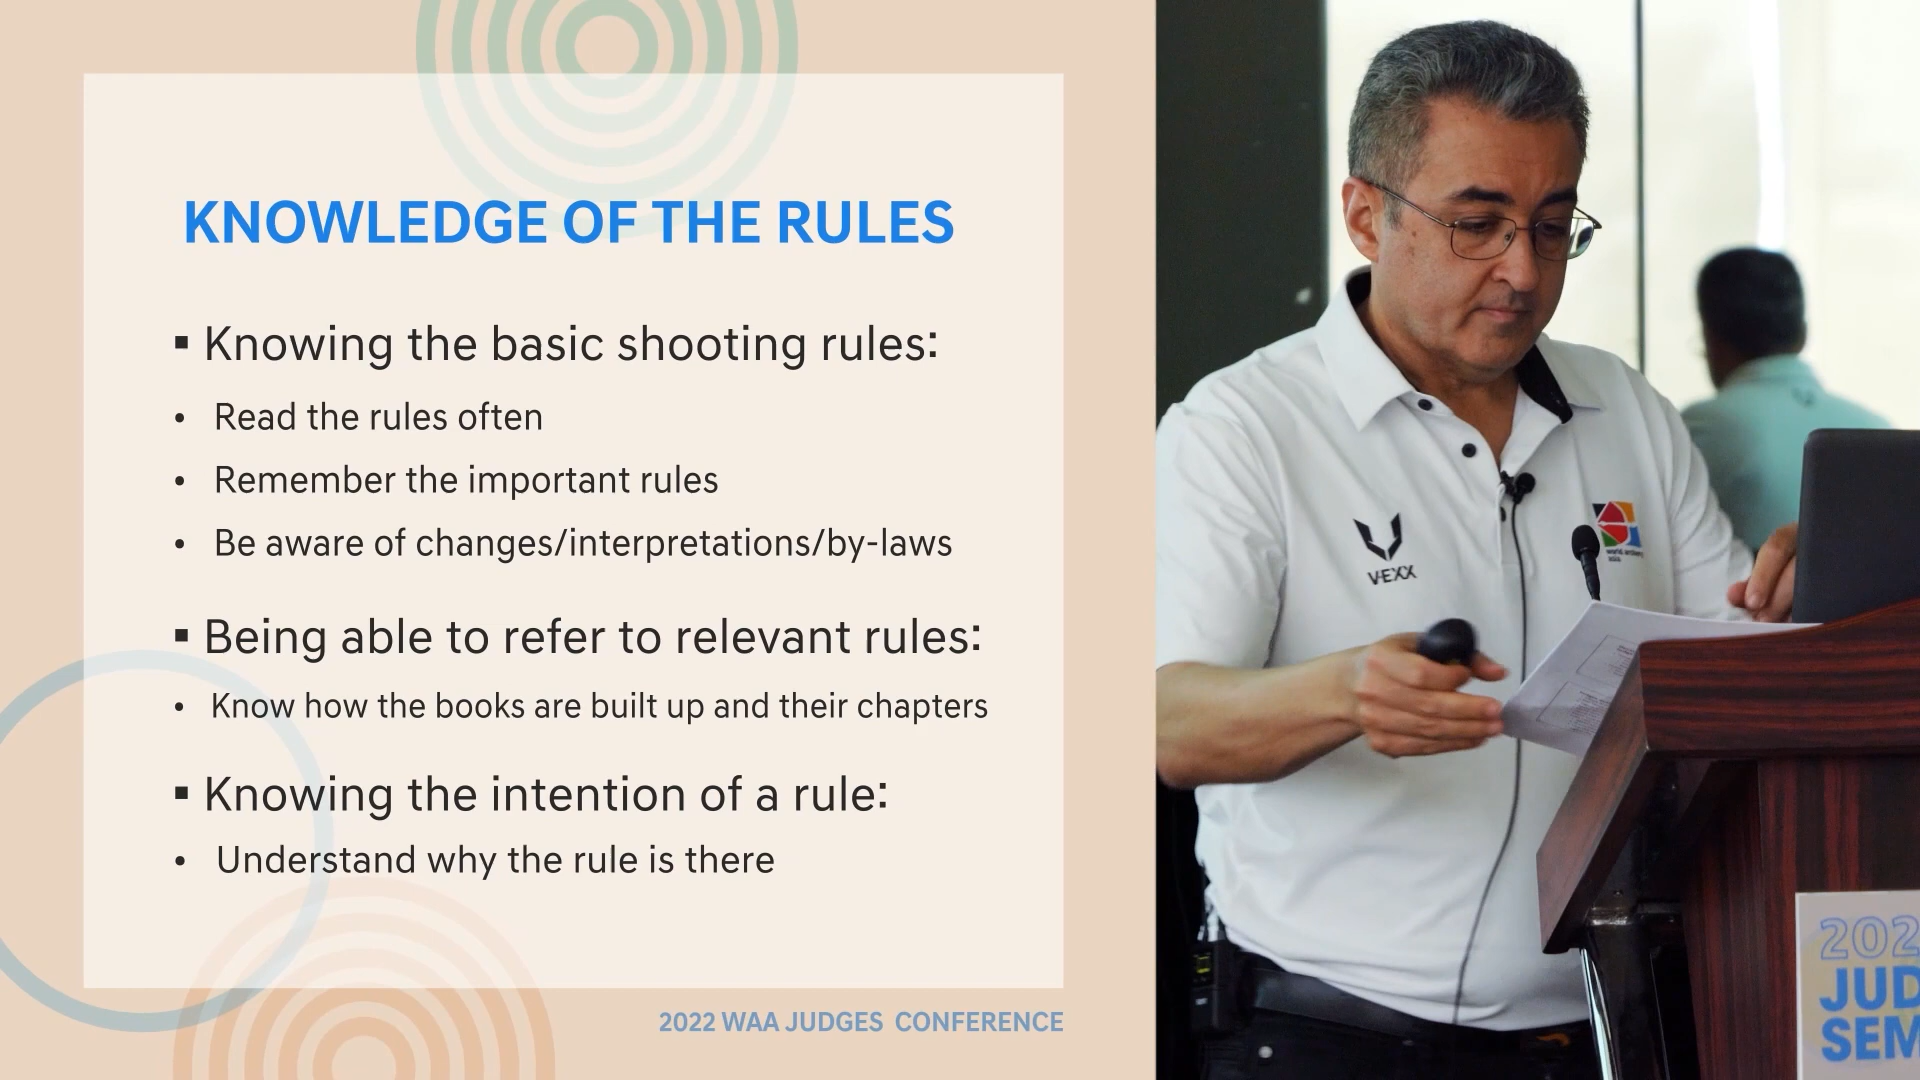 KNOWLEDGE OF THE RULES
▪ Knowing the basic shooting rules:
• Read the rules often
• Remember the important rules
• Be aware of changes/interpretations/by-laws
▪ Being able to refer to relevant rules:
• Know how the books are built up and their chapters
▪ Knowing the intention of a rule:
• Understand why the rule is there
2022 WAA JUDGES CONFERENCE
VEXX
world archery
asia
202
JUD
SEM